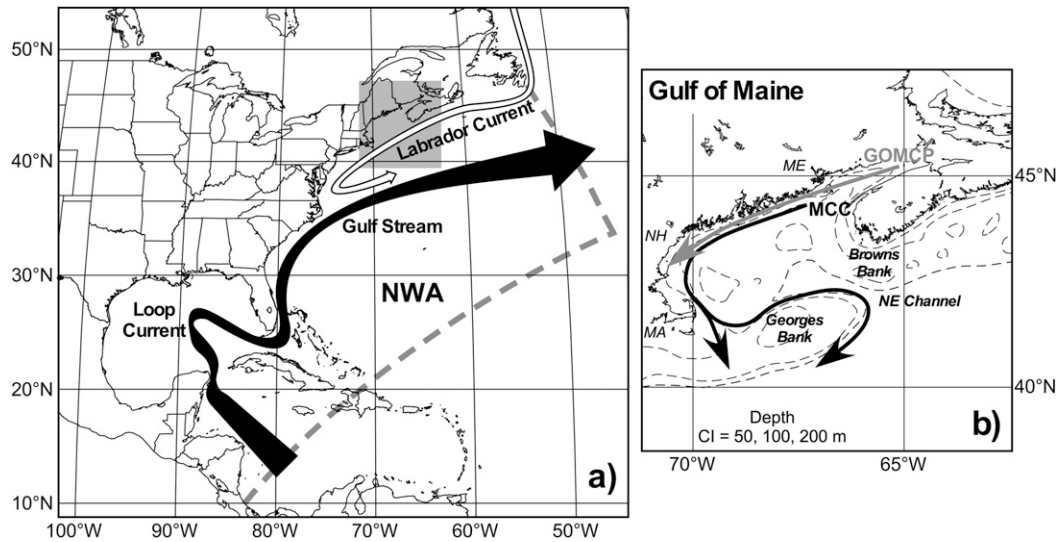 50°N
40°N
30°N
20°N
10°N
100°W
90°W
80°W
70°W
60°W
50°W
Labrador Current
Gulf Stream
NWA
Loop
Current
a)
Gulf of Maine
GOMCP
ME
MCC
NH
Browns
Bank
NE Channel
Georges
Bank
MA
45°N
40°N
Depth
CI = 50, 100, 200 m
b)
70°W
65°W